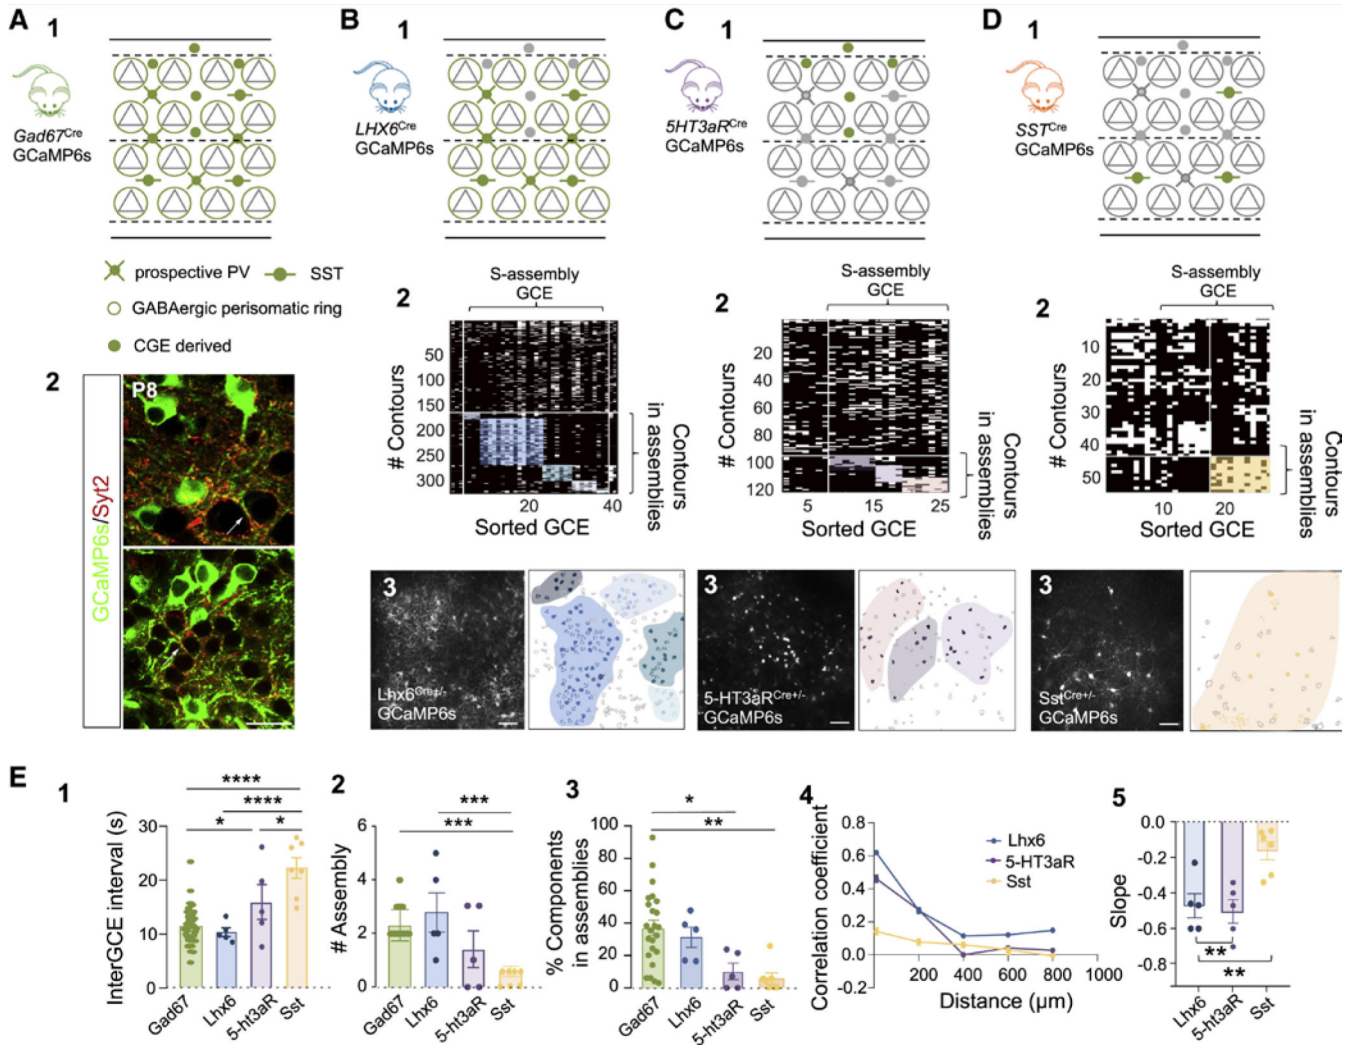 A 1
Gad67Cre
GCaMP6s
prospective PV
SST
GABAergic perisomatic ring
CGE derived
2
P8
GCaMP6s/Syt2
B 1
LHX6Cre
GCaMP6s
2
S-assembly
GCE
# Contours
50
100
150
200
250
300
20
40
Sorted GCE
Contours
in assemblies
3
Lhx6Cre+/-
GCaMP6s
C 1
5HT3aRCre
GCaMP6s
2
S-assembly
GCE
# Contours
20
40
60
80
100
120
5
15
25
Sorted GCE
Contours
in assemblies
3
5-HT3aRCre+/-
GCaMP6s
D 1
SSTCre
GCaMP6s
2
S-assembly
GCE
# Contours
10
20
30
40
50
10
20
Sorted GCE
Contours
in assemblies
3
SstCre+/-
GCaMP6s
E 1
InterGCE interval (s)
30
20
10
0
****
****
* *
Gad67
Lhx6
5-ht3aR
Sst
2
# Assembly
6
4
2
0
***
***
Gad67
Lhx6
5-ht3aR
Sst
3
% Components
in assemblies
100
80
60
40
20
0
*
**
Gad67
Lhx6
5-ht3aR
Sst
4
Correlation coefficient
0.8
0.6
0.4
0.2
0.0
-0.2
200
400
600
800
1000
Distance (µm)
Lhx6
5-HT3aR
Sst
5
Slope
0.0
-0.2
-0.4
-0.6
-0.8
**
**
Lhx6
5-ht3aR
Sst